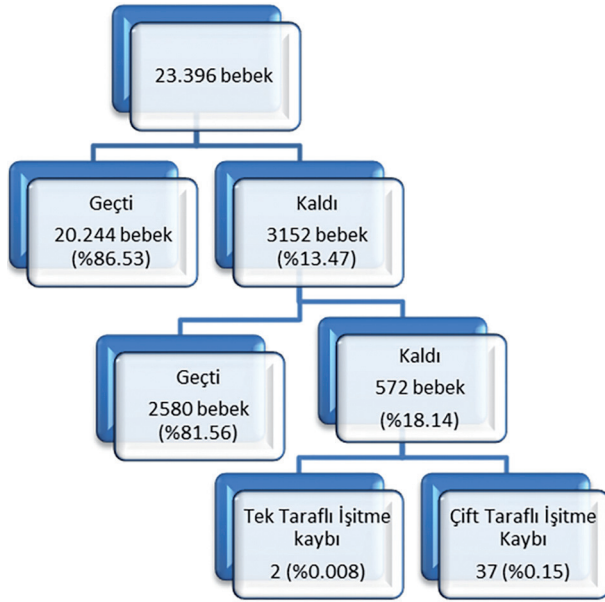 23.396 bebek
Geçti
20.244 bebek
(%86.53)
Kaldı
3152 bebek
(%13.47)
Geçti
2580 bebek
(%81.56)
Kaldı
572 bebek
(%18.14)
Tek Taraflı İşitme
kaybı
2 (%0.008)
Çift Taraflı İşitme
Kaybı
37 (%0.15)